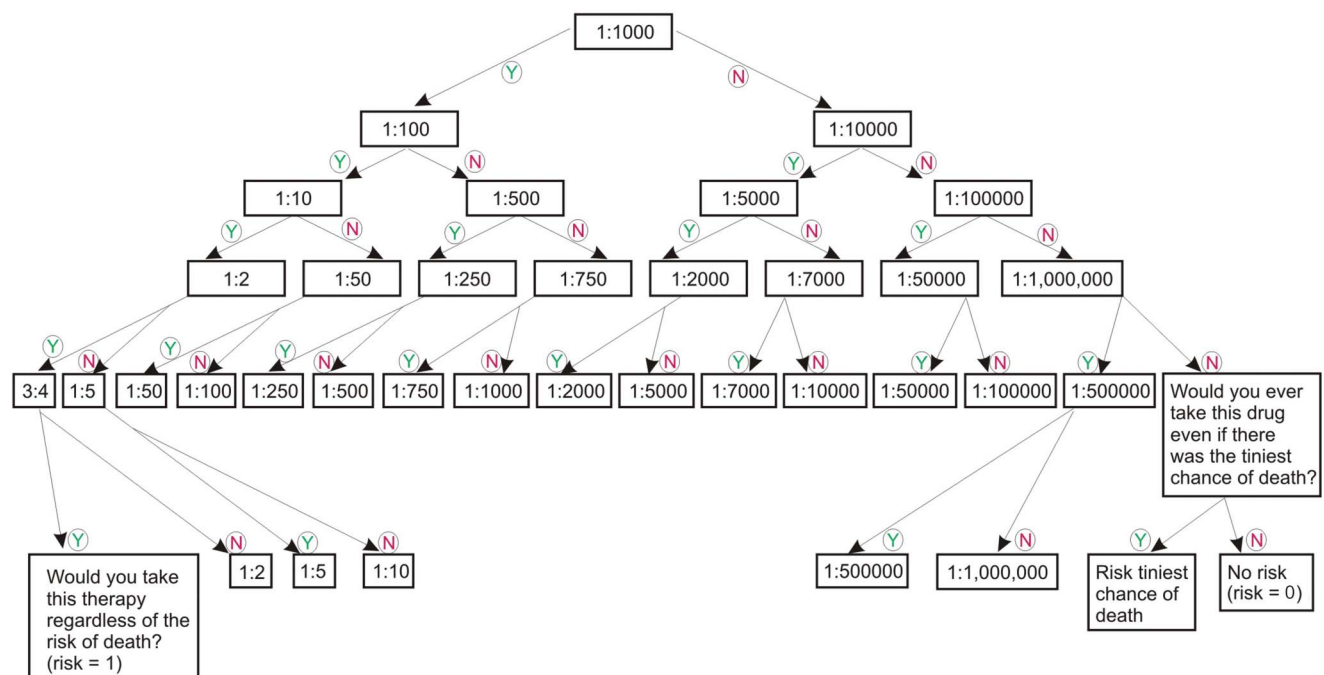 1:1000
Y
N
1:100
1:10000
Y
N
Y
N
1:10
1:500
1:5000
1:100000
Y
N
Y
N
Y
N
Y
N
1:2
1:50
1:250
1:750
1:2000
1:7000
1:50000
1:1,000,000
Y
N
Y
N
Y
N
Y
N
Y
N
Y
N
Y
N
Y
N
3:4
1:5
1:50
1:100
1:250
1:500
1:750
1:1000
1:2000
1:5000
1:7000
1:10000
1:50000
1:100000
1:500000
Would you ever
take this drug
even if there
was the tiniest
chance of death?
Y
N
Y
N
Y
N
Y
N
Would you take
this therapy
regardless of the
risk of death?
(risk = 1)
1:2
1:5
1:10
1:500000
1:1,000,000
Risk tiniest
chance of
death
No risk
(risk = 0)